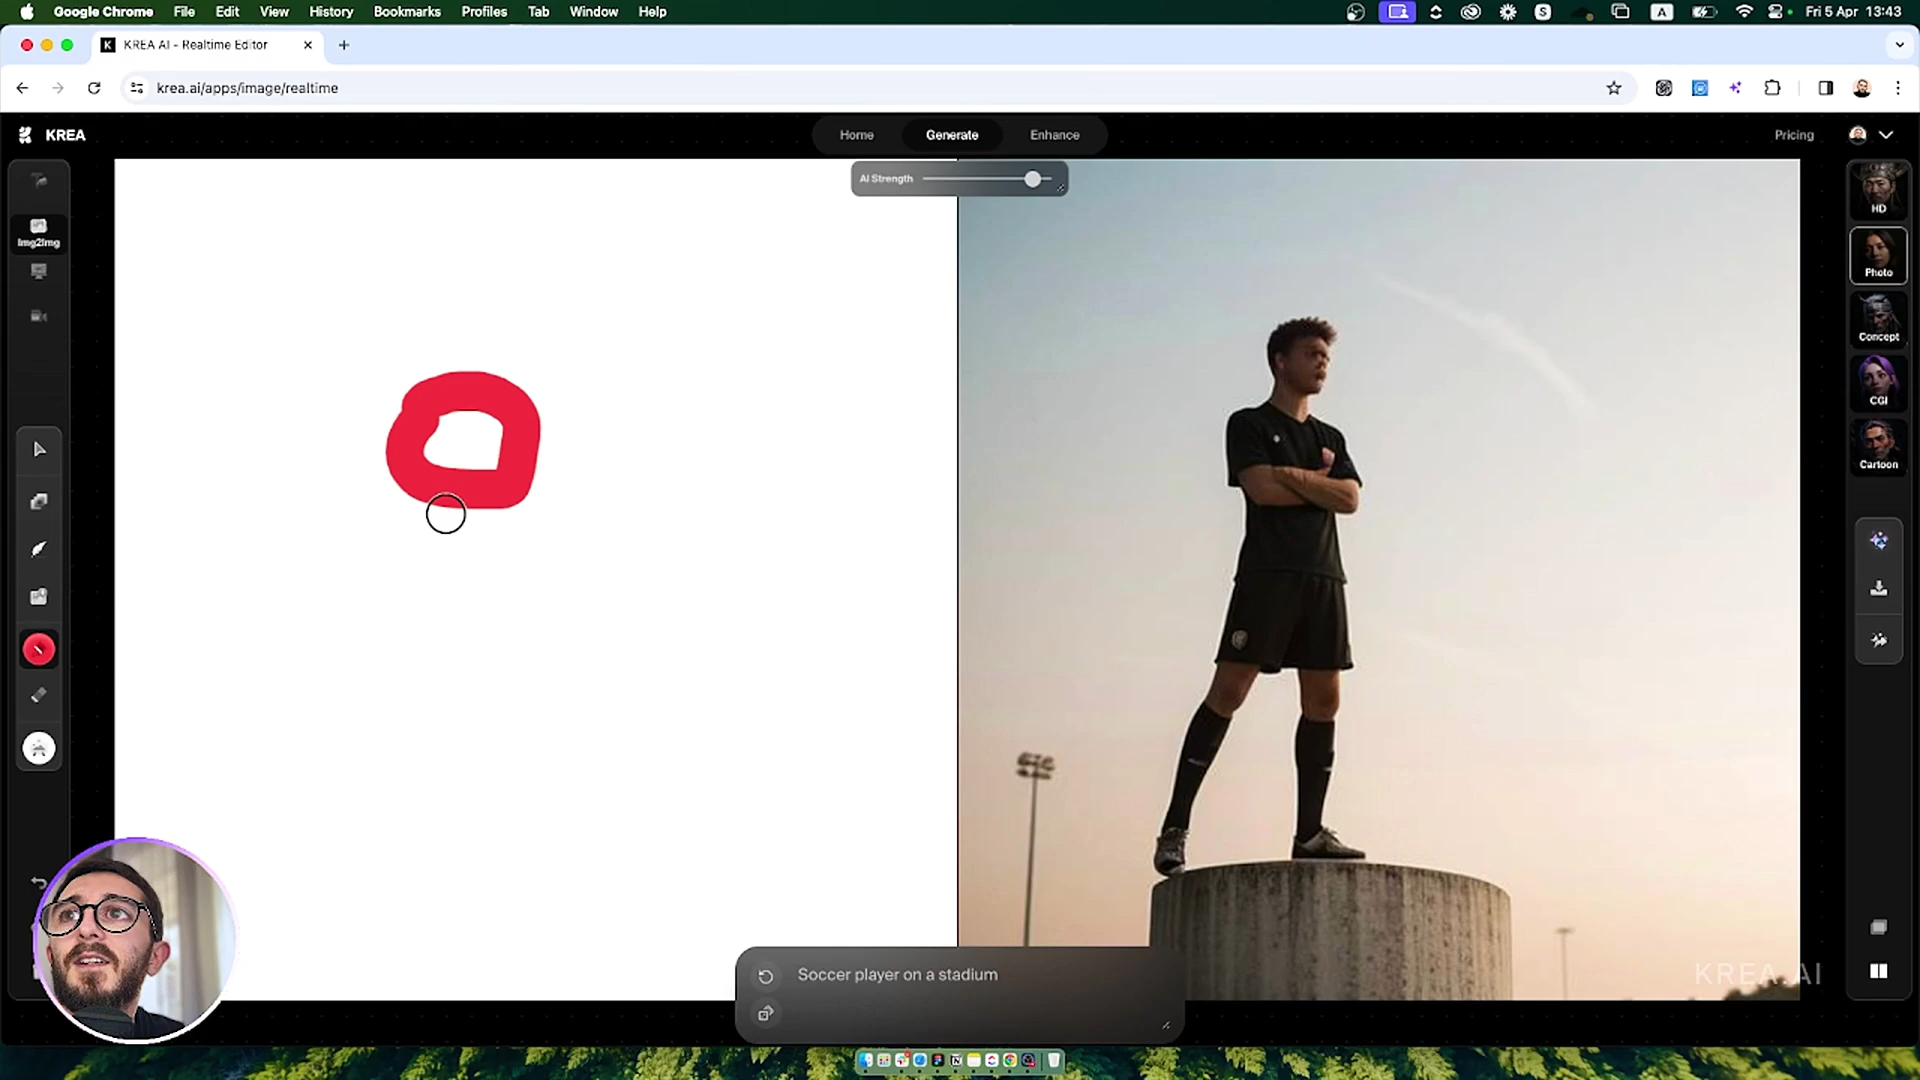 Google Chrome File Edit View History Bookmarks Profiles Tab Window Help
A
Fri 5 Apr 13:43
K KREA AI - Realtime Editor
krea.ai/apps/image/realtime
KREA
Home Generate Enhance
Pricing
AI Strength
Img2Img
HD
Photo
Concept
CGI
Cartoon
Soccer player on a stadium
KREA.AI